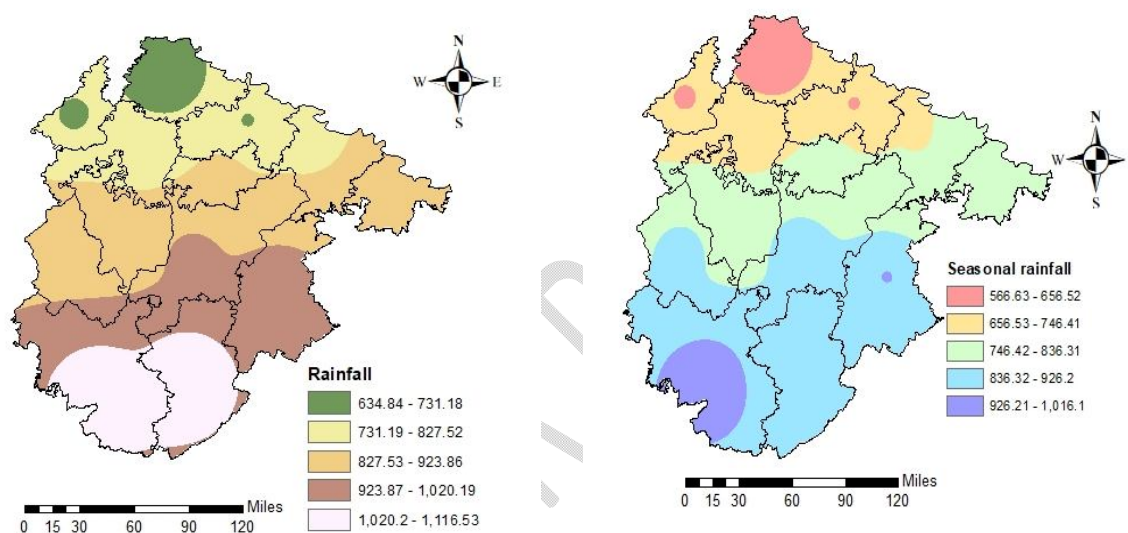 N
W E
S
Rainfall
634.84 - 731.18
731.19 - 827.52
827.53 - 923.86
923.87 - 1,020.19
1,020.2 - 1,116.53
Miles
0 15 30 60 90 120
N
W E
S
Seasonal rainfall
566.63 - 656.52
656.53 - 746.41
746.42 - 836.31
836.32 - 926.2
926.21 - 1,016.1
Miles
0 15 30 60 90 120